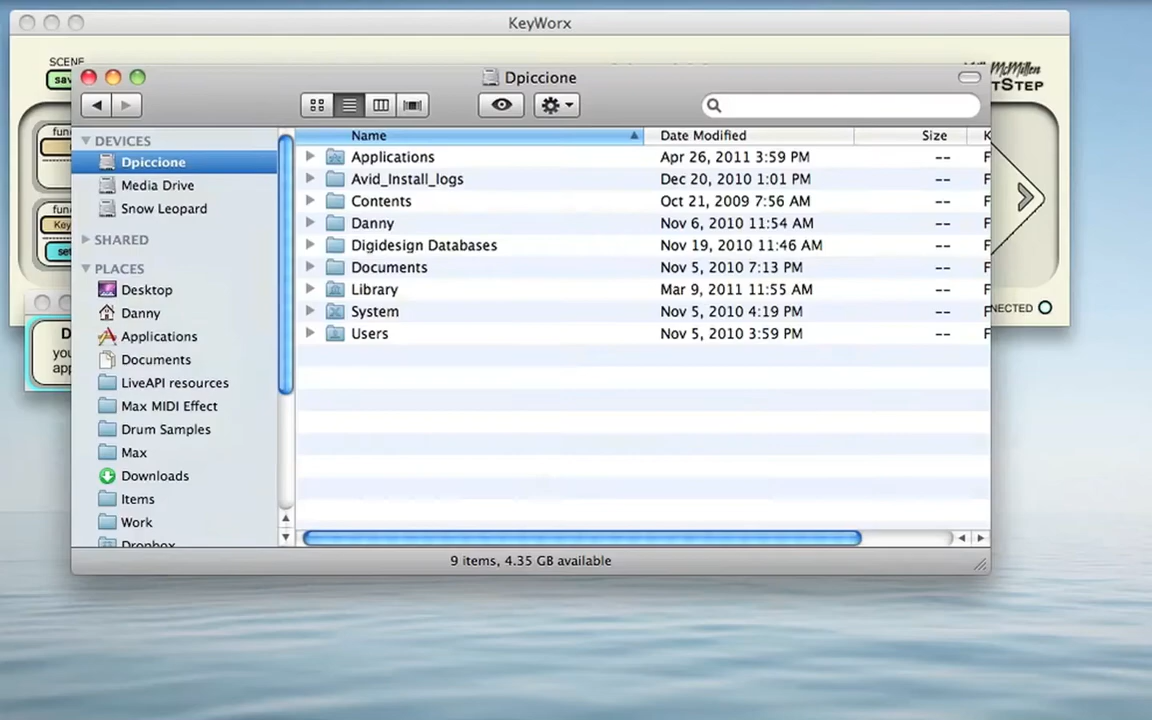 KeyWorx
SCENE
Dpiccione
McMillen
Name
Date Modified
Size
DEVICES
Dpiccione
Media Drive
Snow Leopard
SHARED
PLACES
Desktop
Danny
Applications
Documents
LiveAPI resources
Max MIDI Effect
Drum Samples
Max
Downloads
Items
Work
Dropbox
Applications Apr 26, 2011 3:59 PM --
Avid_Install_logs Dec 20, 2010 1:01 PM --
Contents Oct 21, 2009 7:56 AM --
Danny Nov 6, 2010 11:54 AM --
Digidesign Databases Nov 19, 2010 11:46 AM --
Documents Nov 5, 2010 7:13 PM --
Library Mar 9, 2011 11:55 AM --
System Nov 5, 2010 4:19 PM --
Users Nov 5, 2010 3:59 PM --
9 items, 4.35 GB available